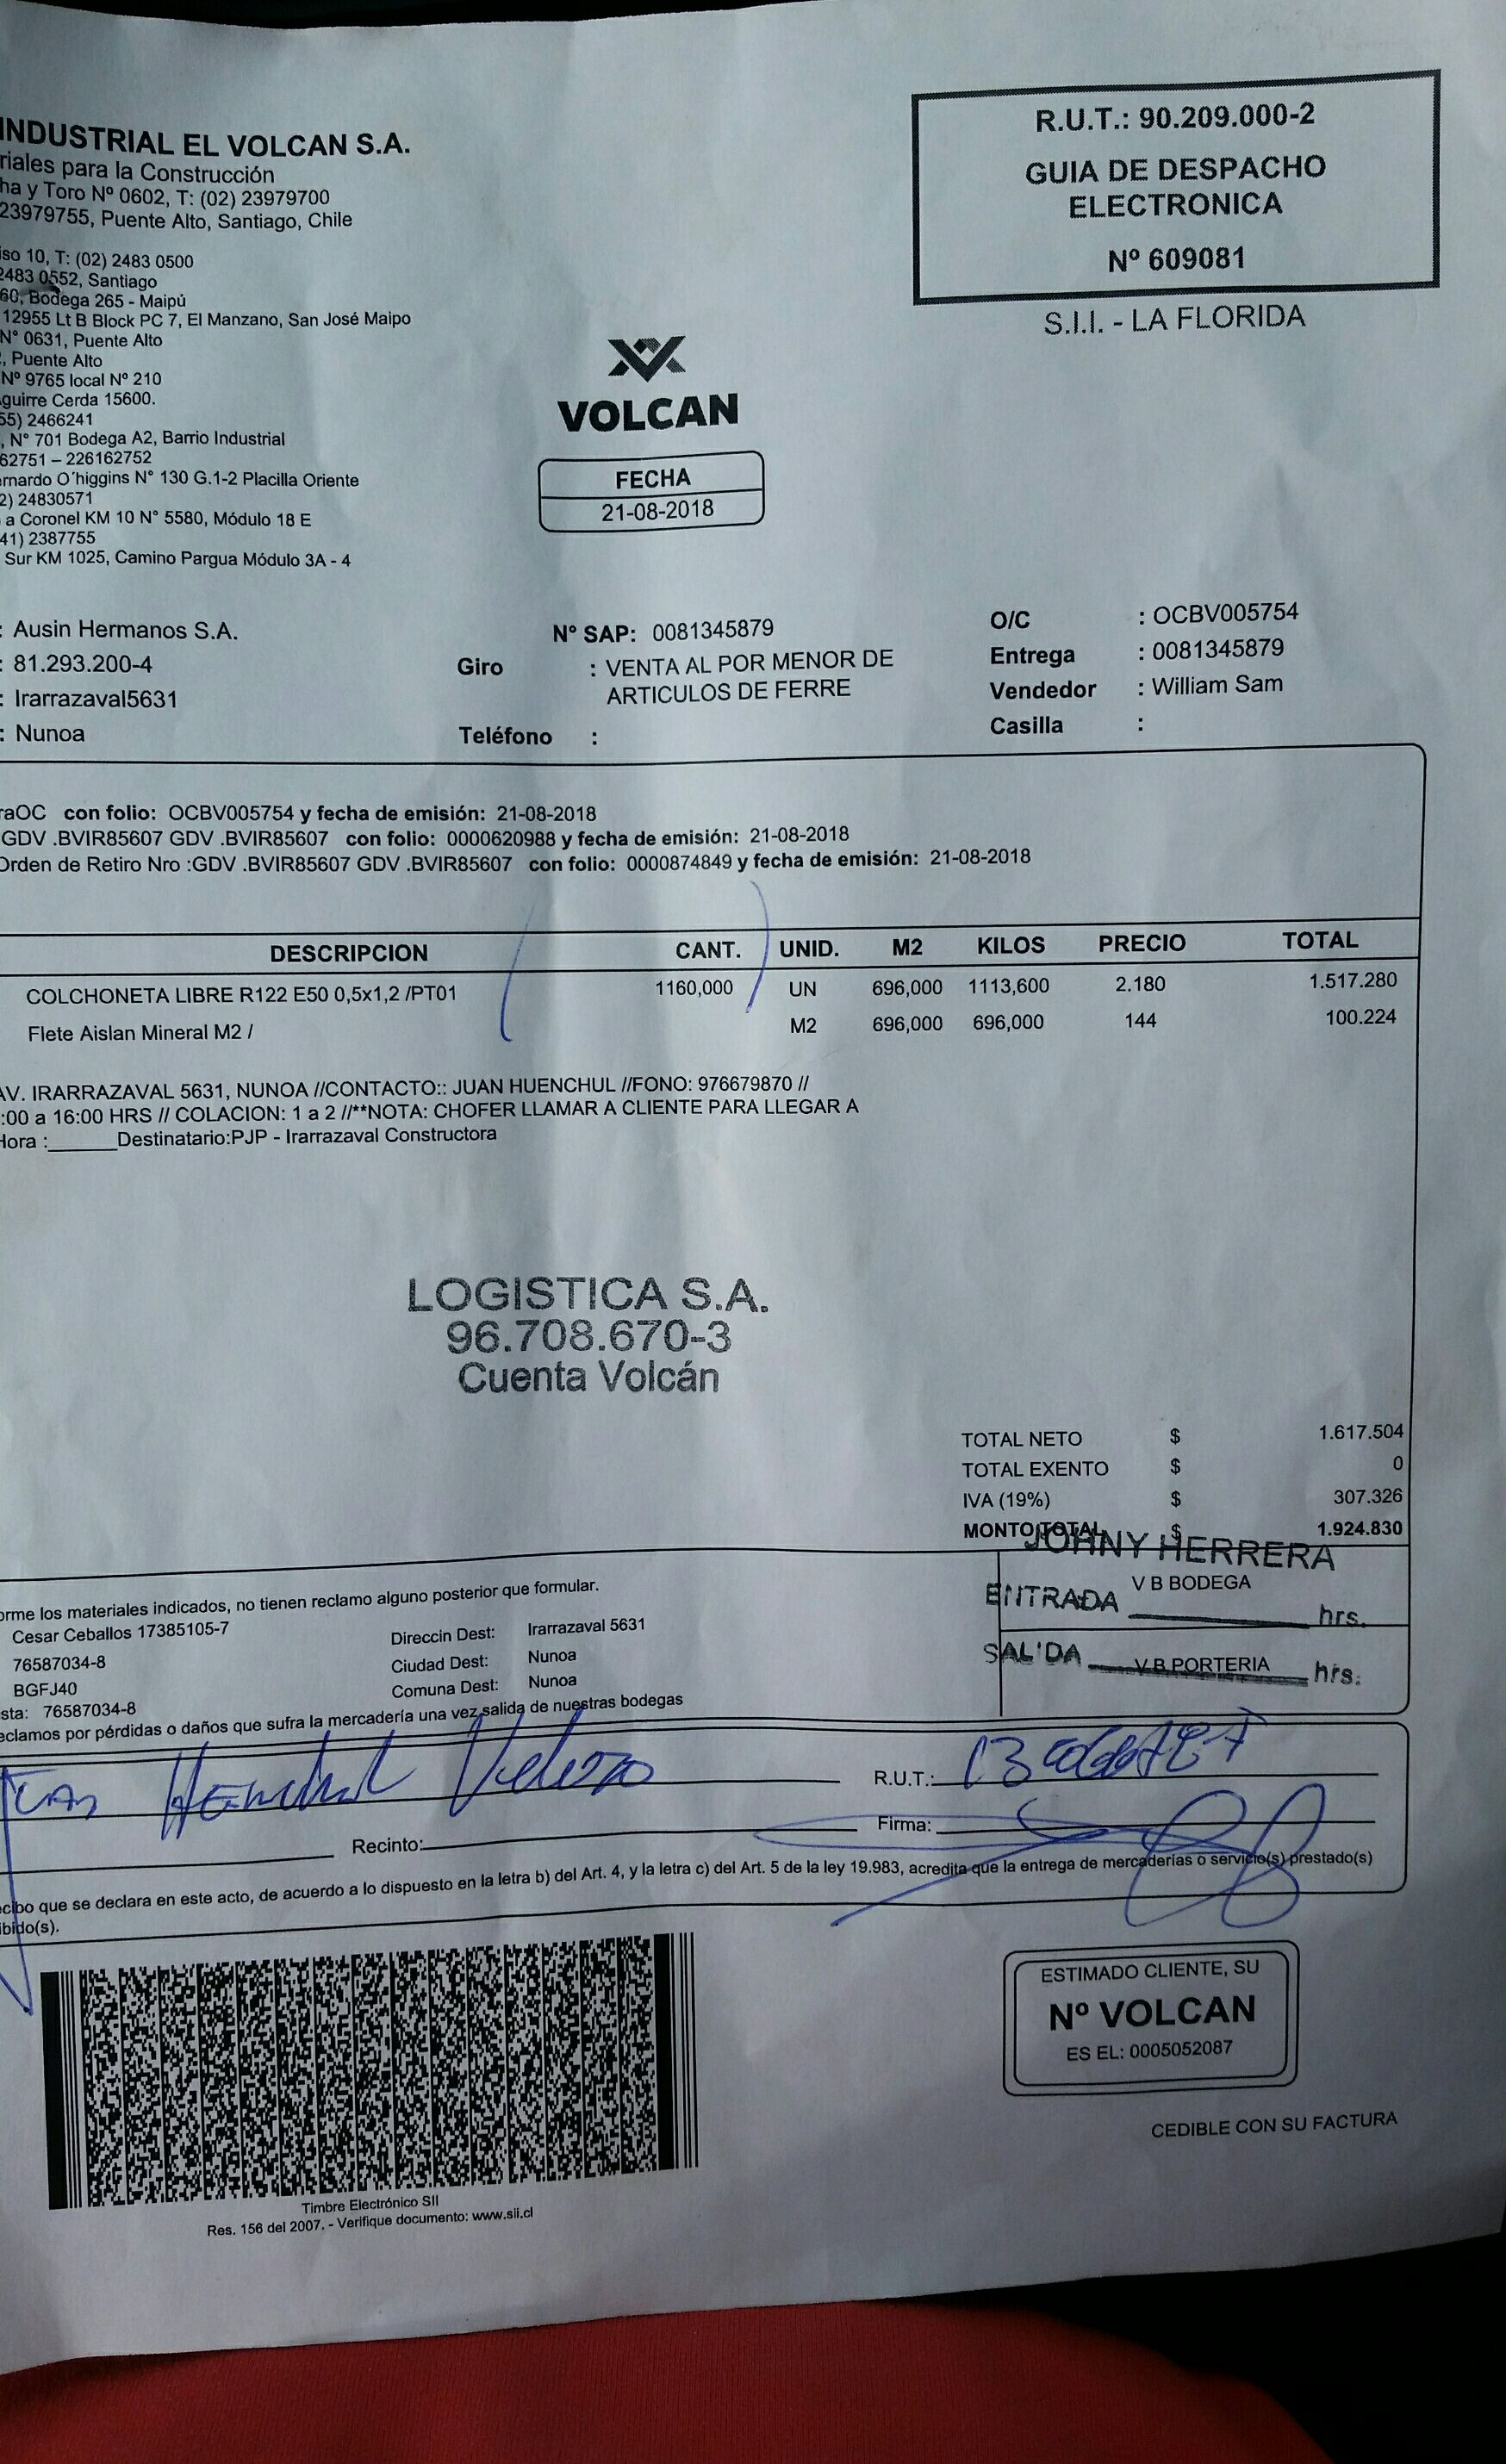 INDUSTRIAL EL VOLCAN S.A.
riales para la Construcción
ha y Toro Nº 0602, T: (02) 23979700
23979755, Puente Alto, Santiago, Chile
iso 10, T: (02) 2483 0500
2483 0552, Santiago
60, Bodega 265 - Maipú
12955 Lt B Block PC 7, El Manzano, San José Maipo
N° 0631, Puente Alto
, Puente Alto
Nº 9765 local N° 210
guirre Cerda 15600.
55) 2466241
, N° 701 Bodega A2, Barrio Industrial
62751 – 226162752
rnardo O´higgins N° 130 G.1-2 Placilla Oriente
2) 24830571
a Coronel KM 10 N° 5580, Módulo 18 E
41) 2387755
Sur KM 1025, Camino Pargua Módulo 3A - 4
R.U.T.: 90.209.000-2
GUIA DE DESPACHO
ELECTRONICA
Nº 609081
S.I.I. - LA FLORIDA
VOLCAN
FECHA
21-08-2018
: Ausin Hermanos S.A.
: 81.293.200-4
: Irarrazaval5631
: Nunoa
N° SAP: 0081345879
Giro : VENTA AL POR MENOR DE
ARTICULOS DE FERRE
Teléfono :
O/C : OCBV005754
Entrega : 0081345879
Vendedor : William Sam
Casilla :
raOC con folio: OCBV005754 y fecha de emisión: 21-08-2018
GDV .BVIR85607 GDV .BVIR85607 con folio: 0000620988 y fecha de emisión: 21-08-2018
Orden de Retiro Nro :GDV .BVIR85607 GDV .BVIR85607 con folio: 0000874849 y fecha de emisión: 21-08-2018
DESCRIPCION CANT. UNID. M2 KILOS PRECIO TOTAL
COLCHONETA LIBRE R122 E50 0,5x1,2 /PT01 1160,000 UN 696,000 1113,600 2.180 1.517.280
Flete Aislan Mineral M2 / M2 696,000 696,000 144 100.224
AV. IRARRAZAVAL 5631, NUNOA //CONTACTO:: JUAN HUENCHUL //FONO: 976679870 //
:00 a 16:00 HRS // COLACION: 1 a 2 //**NOTA: CHOFER LLAMAR A CLIENTE PARA LLEGAR A
Hora :______Destinatario:PJP - Irarrazaval Constructora
LOGISTICA S.A.
96.708.670-3
Cuenta Volcán
TOTAL NETO $ 1.617.504
TOTAL EXENTO $ 0
IVA (19%) $ 307.326
MONTO TOTAL $ 1.924.830
JOHNY HERRERA
V B BODEGA
ENTRADA ______ hrs.
SALIDA ______ hrs.
V.B.PORTERIA
orme los materiales indicados, no tienen reclamo alguno posterior que formular.
Cesar Ceballos 17385105-7
76587034-8
BGFJ40
sta: 76587034-8
Direccin Dest: Irarrazaval 5631
Ciudad Dest: Nunoa
Comuna Dest: Nunoa
eclamos por pérdidas o daños que sufra la mercadería una vez salida de nuestras bodegas
R.U.T.:
Recinto:
Firma:
ecibo que se declara en este acto, de acuerdo a lo dispuesto en la letra b) del Art. 4, y la letra c) del Art. 5 de la ley 19.983, acredita que la entrega de mercaderías o servicio(s) prestado(s)
ibido(s).
Timbre Electrónico SII
Res. 156 del 2007. - Verifique documento: www.sii.cl
ESTIMADO CLIENTE, SU
Nº VOLCAN
ES EL: 0005052087
CEDIBLE CON SU FACTURA